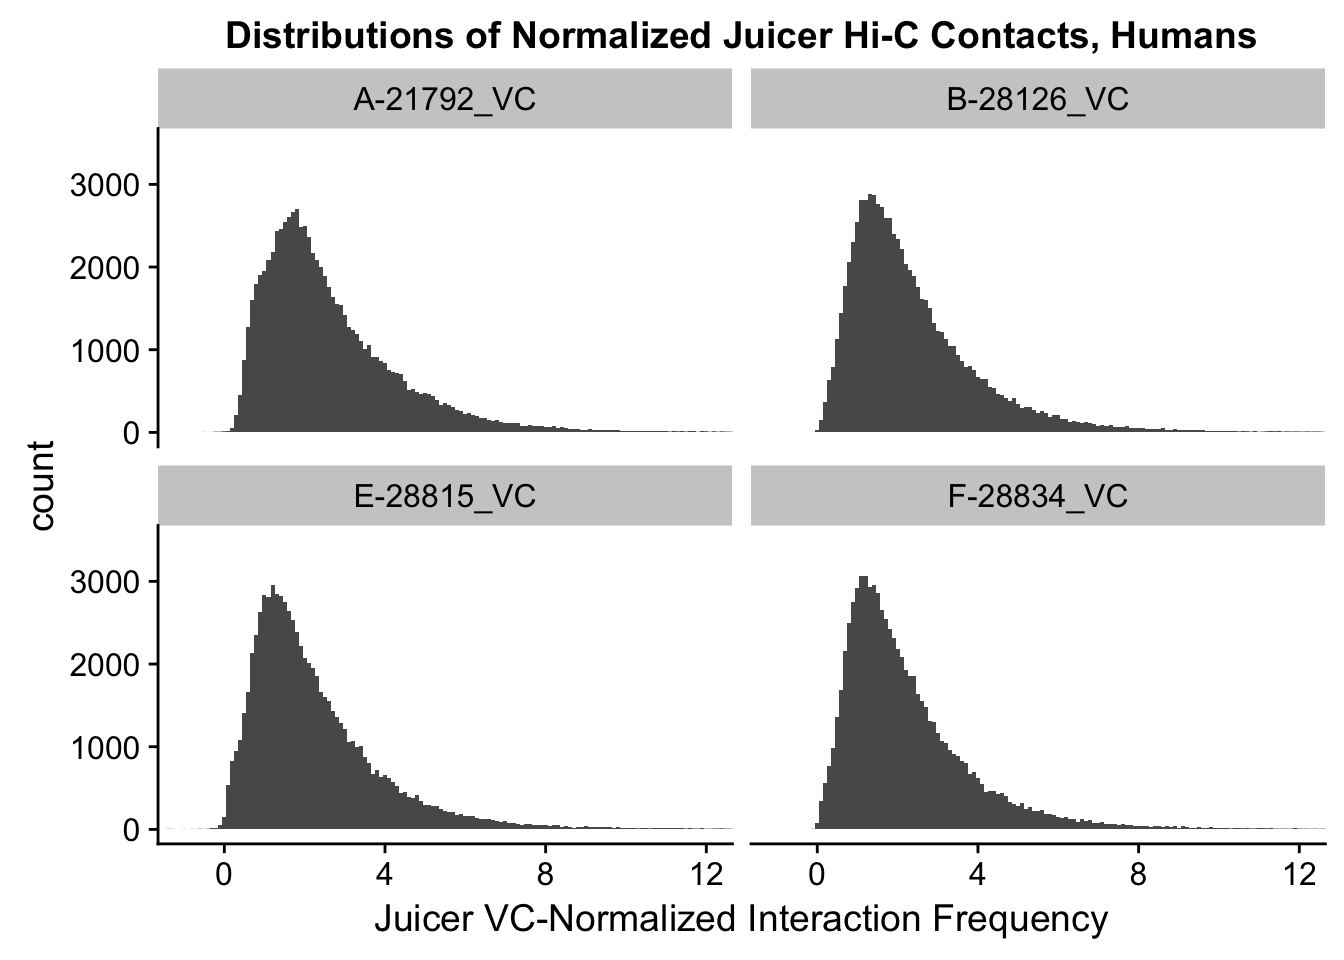 Distributions of Normalized Juicer Hi-C Contacts, Humans
A-21792_VC
B-28126_VC
3000
2000
1000
0
E-28815_VC
F-28834_VC
3000
2000
1000
0
count
0 4 8 12
0 4 8 12
Juicer VC-Normalized Interaction Frequency